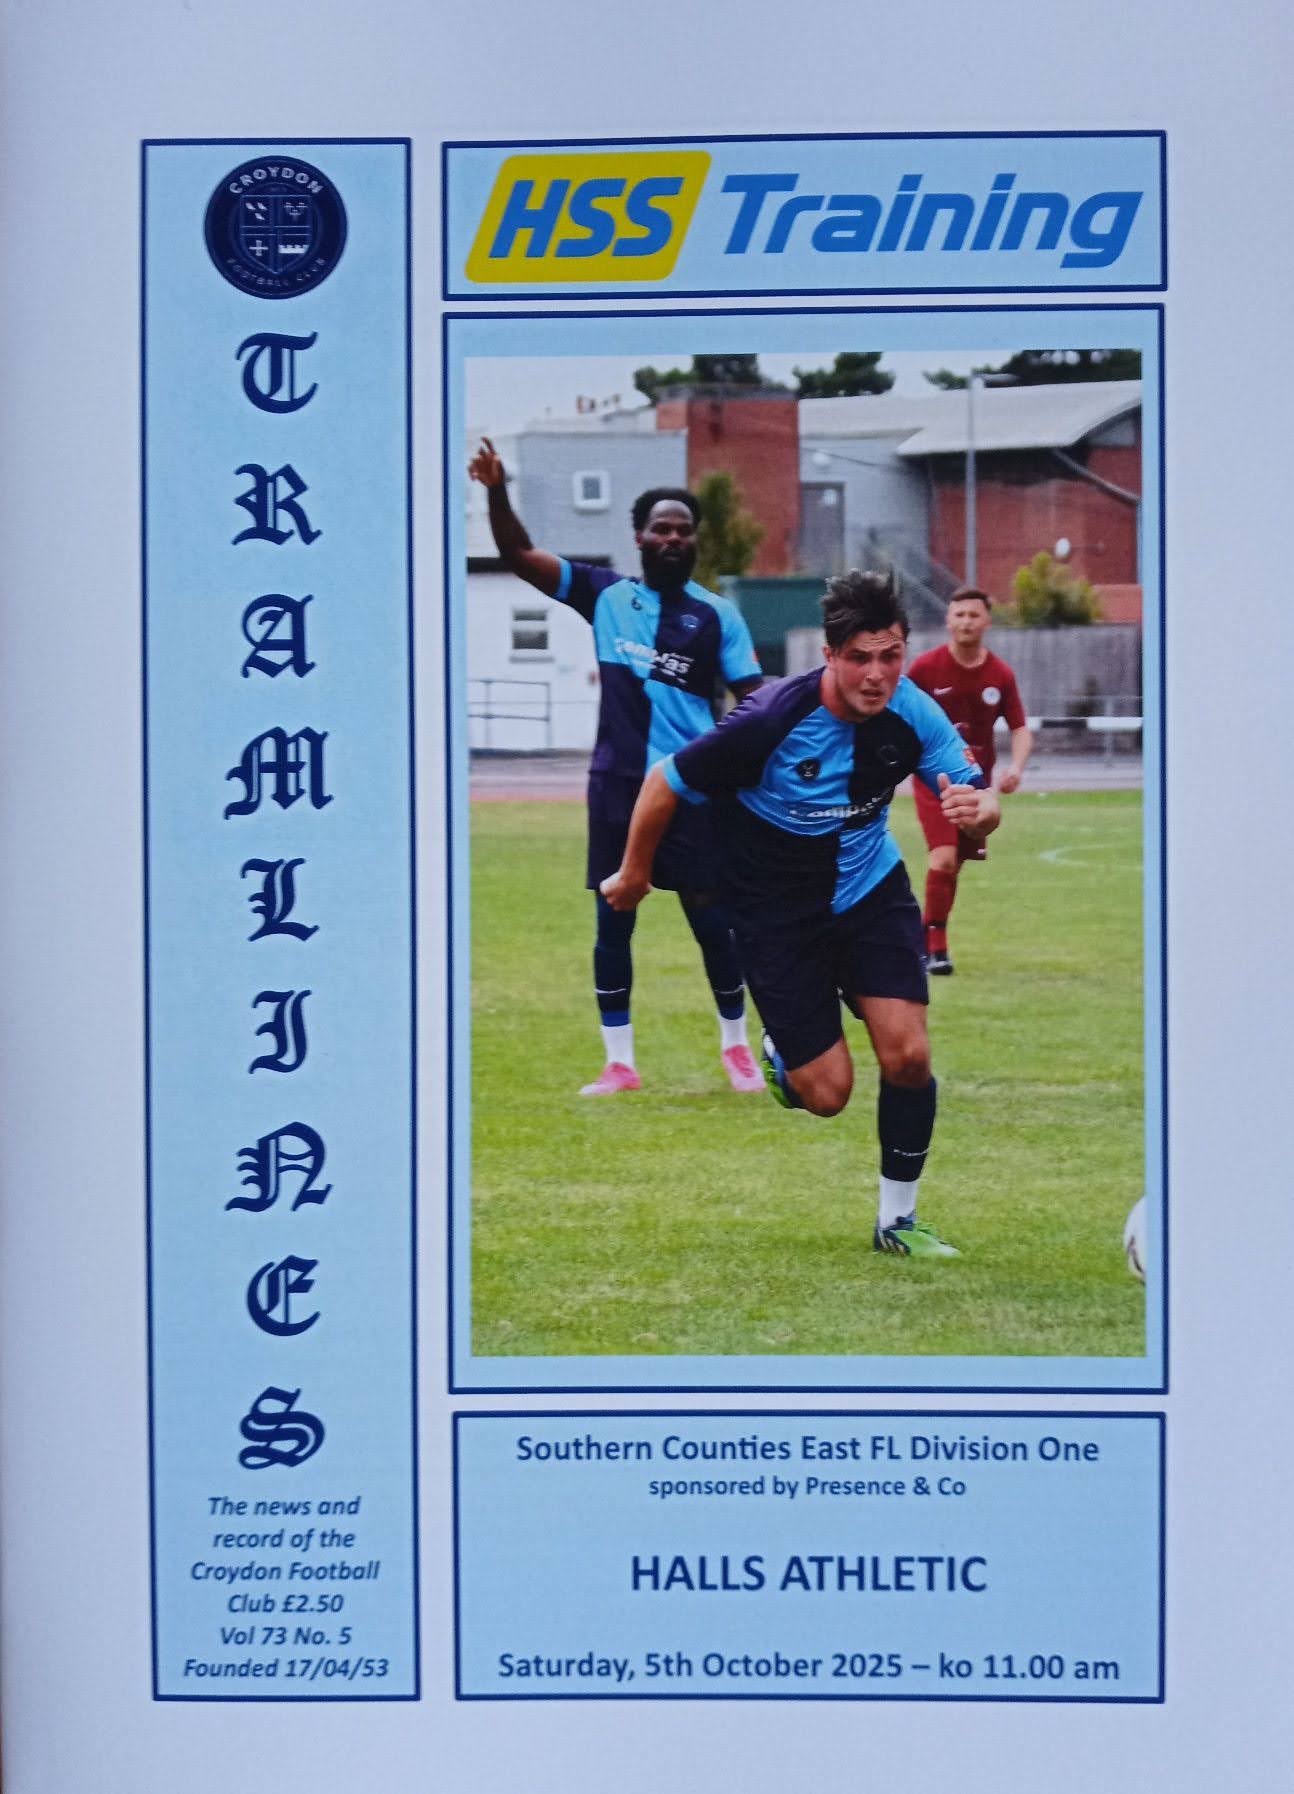 CROYDON
FOOTBALL CLUB
TRAMLINES
The news and
record of the
Croydon Football
Club £2.50
Vol 73 No. 5
Founded 17/04/53
HSS Training
Southern Counties East FL Division One
sponsored by Presence & Co
HALLS ATHLETIC
Saturday, 5th October 2025 – ko 11.00 am